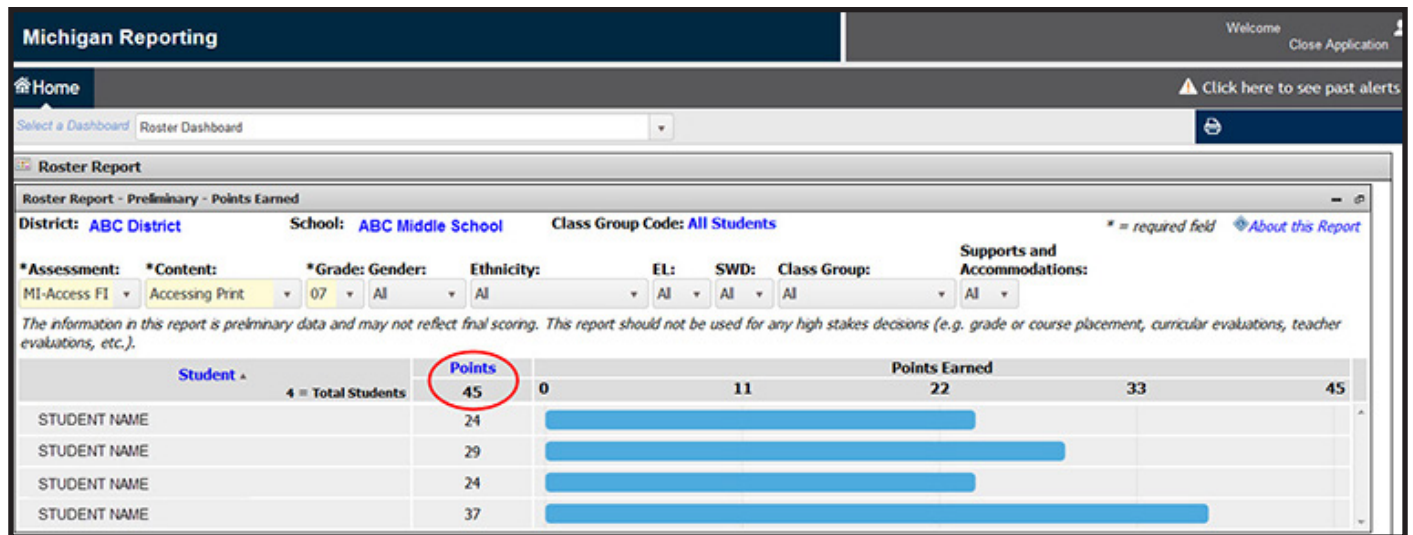 Michigan Reporting
Welcome
Close Application
Home
Click here to see past alerts
Select a Dashboard Roster Dashboard
Roster Report
Roster Report - Preliminary - Points Earned
District: ABC District School: ABC Middle School Class Group Code: All Students * = required field About this Report
*Assessment: *Content: *Grade: Gender: Ethnicity: EL: SWD: Class Group: Supports and Accommodations:
MI-Access FI Accessing Print 07 All All All All All All
The information in this report is preliminary data and may not reflect final scoring. This report should not be used for any high stakes decisions (e.g. grade or course placement, curricular evaluations, teacher
evaluations, etc.).
Student Points Points Earned
4 = Total Students 45 0 11 22 33 45
STUDENT NAME 24
STUDENT NAME 29
STUDENT NAME 24
STUDENT NAME 37